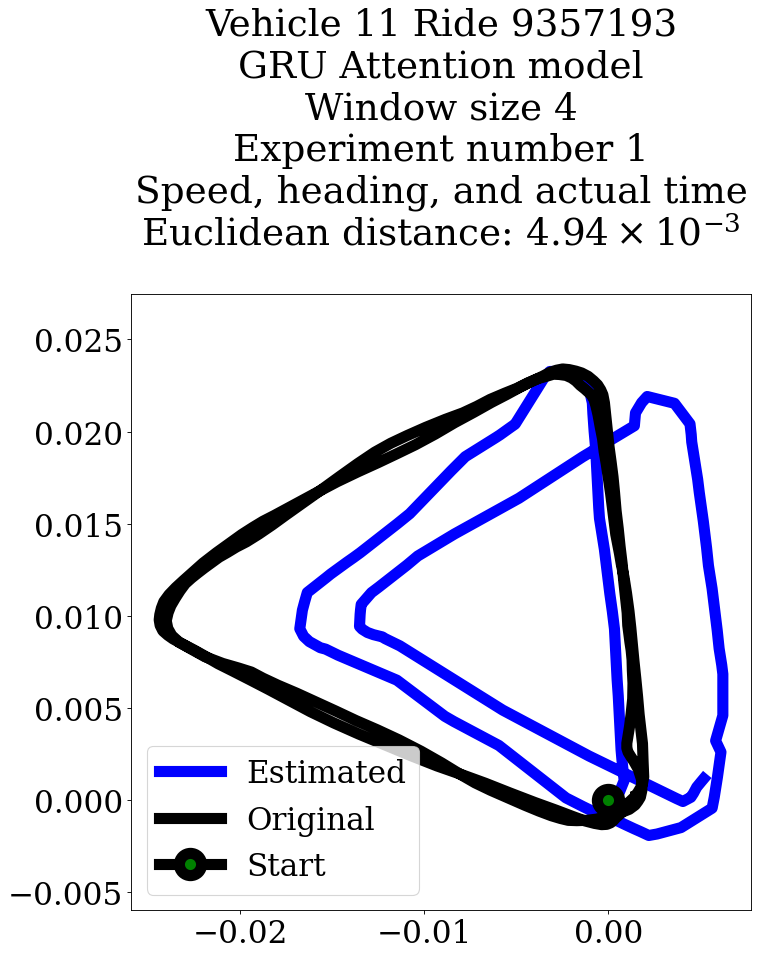 Vehicle 11 Ride 9357193
GRU Attention model
Window size 4
Experiment number 1
Speed, heading, and actual time
Euclidean distance: 4.94 × 10⁻³
0.025
0.020
0.015
0.010
0.005
0.000
−0.005
Estimated
Original
Start
−0.02
−0.01
0.00